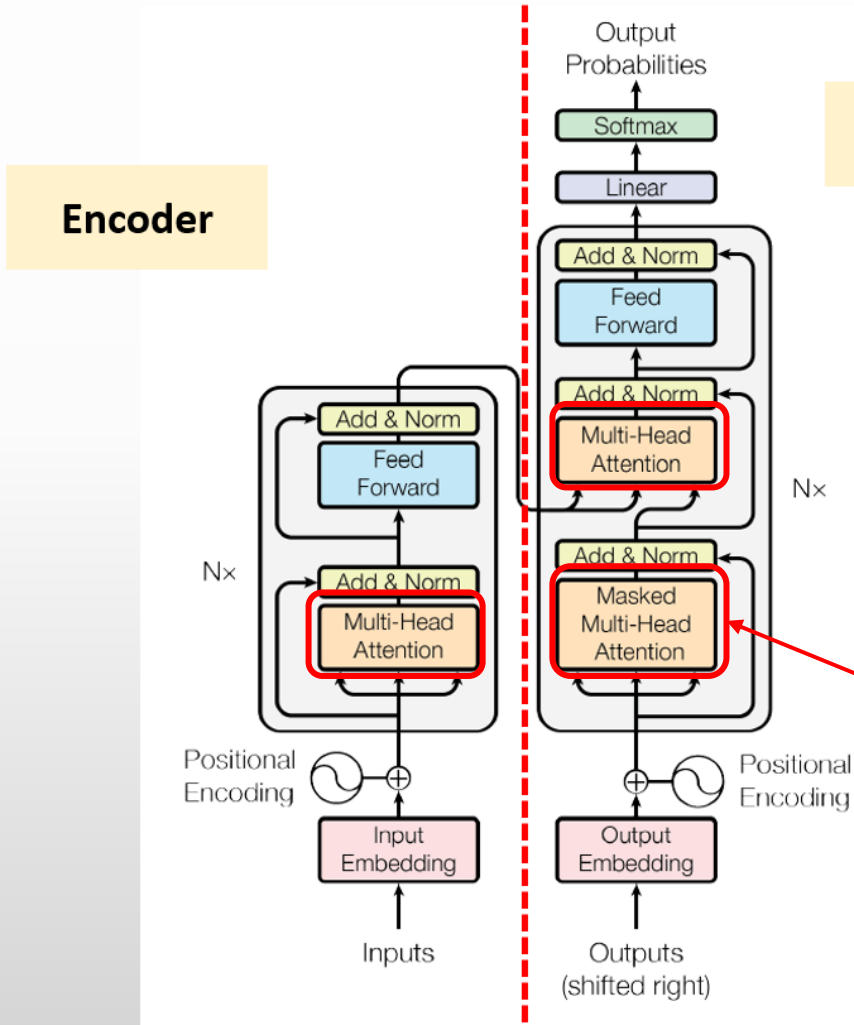 Encoder
Add & Norm
Feed
Forward
Nx
Add & Norm
Multi-Head
Attention
Positional
Encoding
Input
Embedding
Inputs
Output
Probabilities
Softmax
Linear
Add & Norm
Feed
Forward
Add & Norm
Multi-Head
Attention
Nx
Add & Norm
Masked
Multi-Head
Attention
Positional
Encoding
Output
Embedding
Outputs
(shifted right)